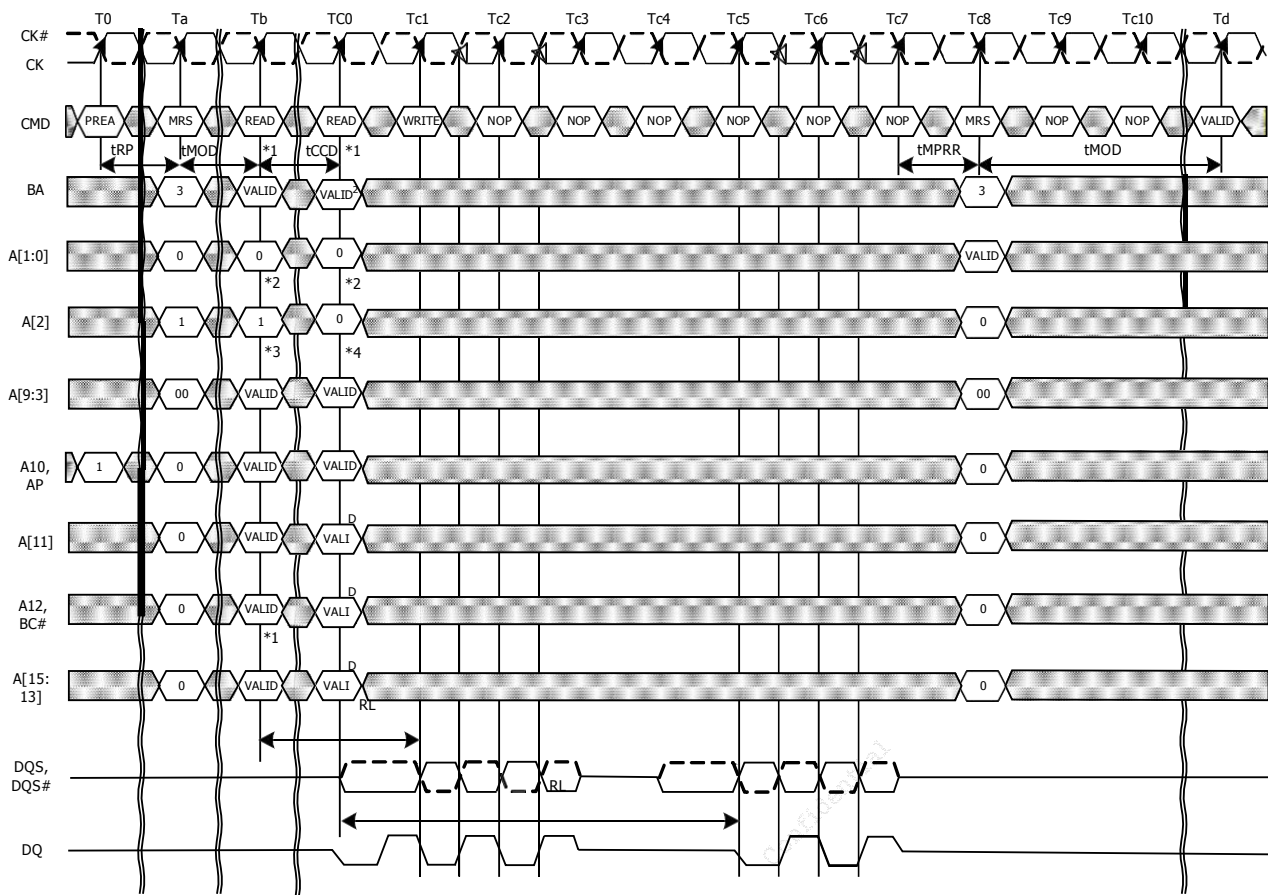 T0 Ta Tb TC0 Tc1 Tc2 Tc3 Tc4 Tc5 Tc6 Tc7 Tc8 Tc9 Tc10 Td
CK#
CK
CMD PREA MRS READ READ WRITE NOP NOP NOP NOP NOP NOP MRS NOP NOP VALID
tRP tMOD *1 tCCD *1 tMPRR tMOD
BA 3 VALID VALID 2 3
A[1:0] 0 0 0 VALID
*2 *2
A[2] 1 1 0 0
*3 *4
A[9:3] 00 VALID VALID 00
A10,
AP
1 0 VALID VALID 0
D
A[11] 0 VALID VALI 0
D
A12,
BC#
0 VALID VALI 0
*1
D
A[15:
13]
0 VALID VALI 0
RL
DQS,
DQS#
RL
DQ
Confidential